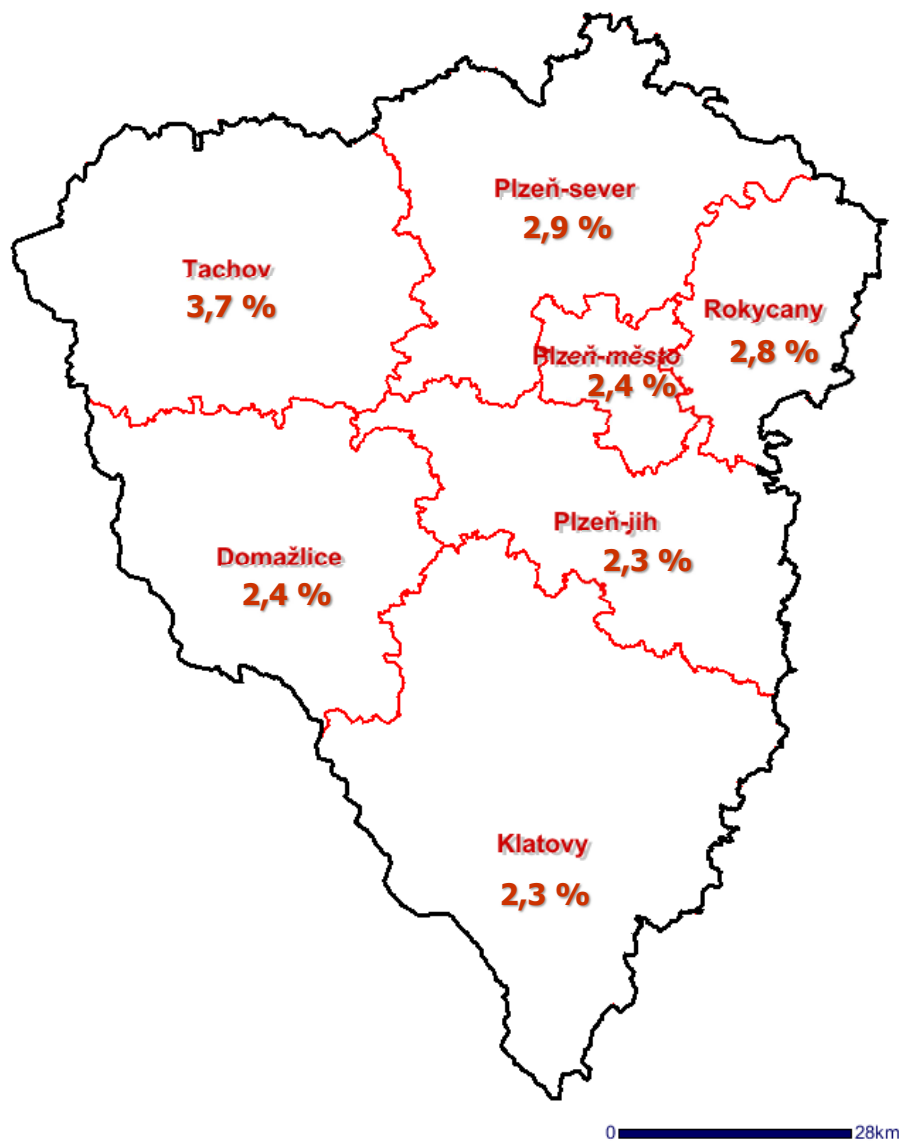 Plzeň-sever
2,9 %
Tachov
3,7 %
Rokycany
2,8 %
Plzeň-město
2,4 %
Plzeň-jih
2,3 %
Domažlice
2,4 %
Klatovy
2,3 %
0 28km